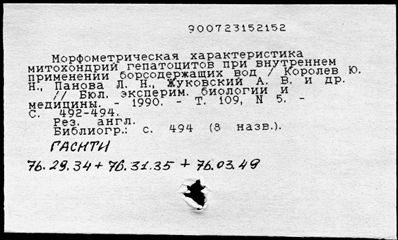 900723152152
Морфометрическая характеристика
митохондрий гепатоцитов при внутреннем
применении борсодержащих вод / Королев Ю.
Н., Панова Л. Н., Жуковский А. В. и др.
// Бюл. эксперим. биологии и
медицины. - 1990. - Т. 109, N 5. -
С. 492-494.
Рез. англ.
Библиогр.: с. 494 (8 назв.).
ГАСНТИ
76.29.34 + 76.31.35 + 76.03.49